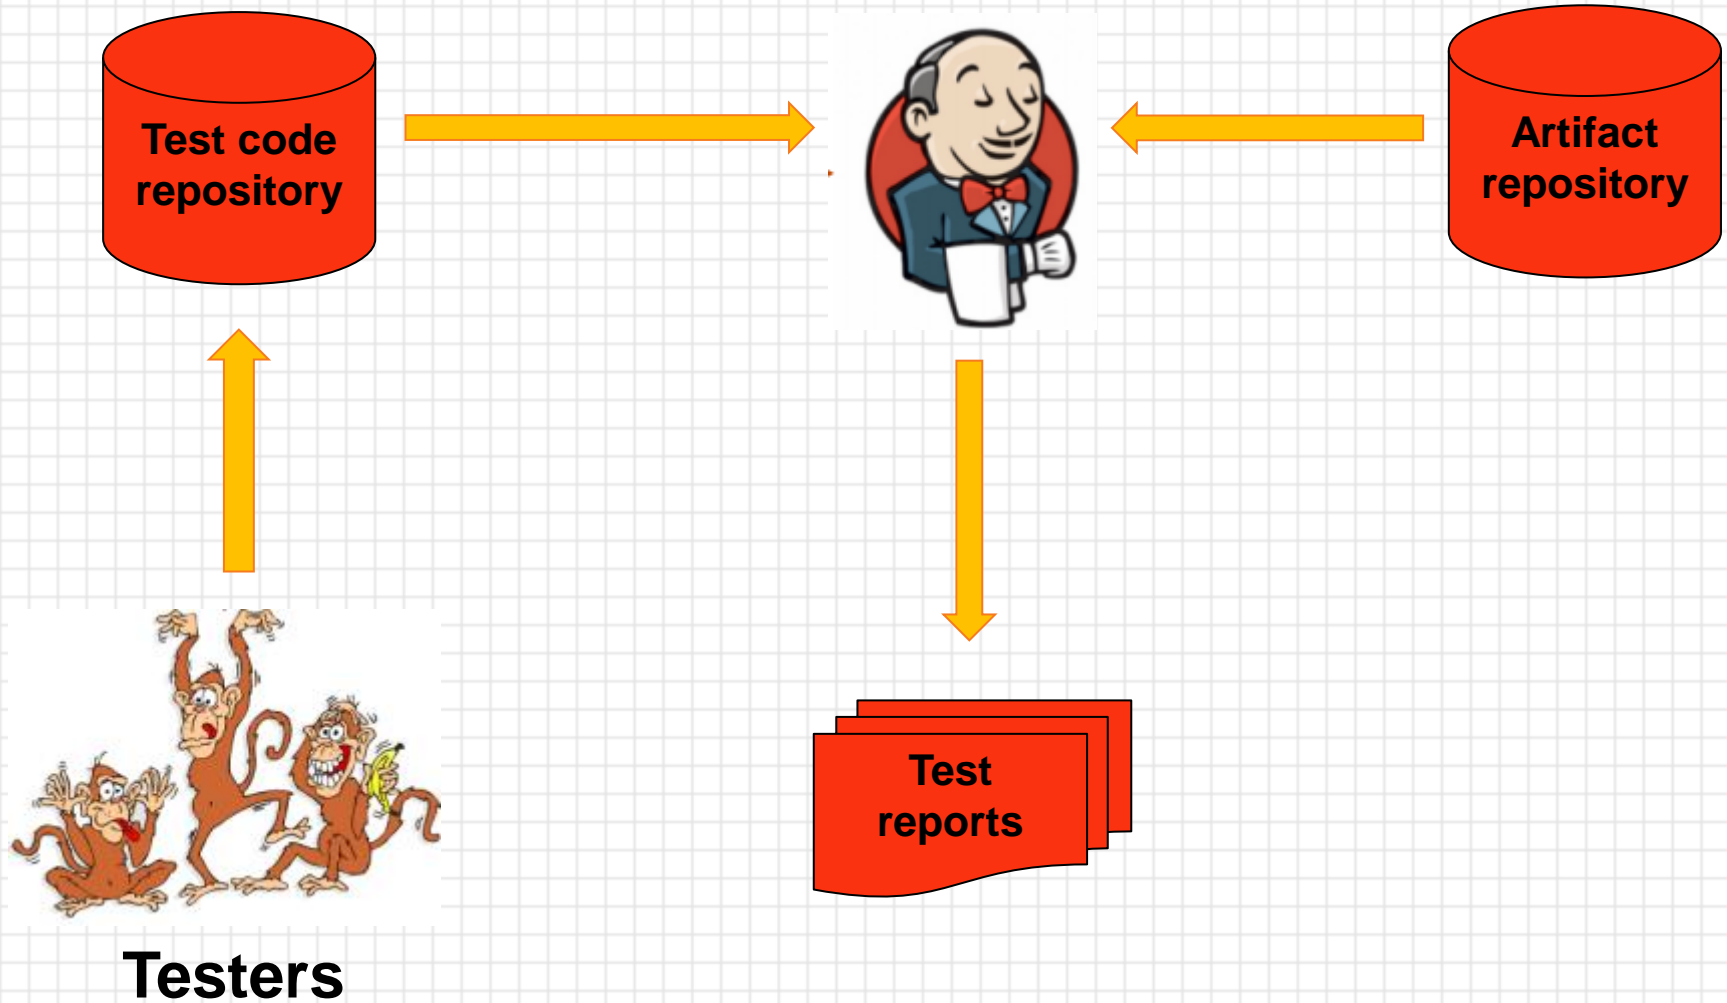 Test code
repository
Artifact
repository
Test
reports
Testers